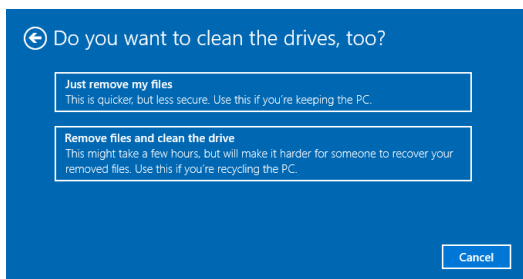 Do you want to clean the drives, too?
Just remove my files
This is quicker, but less secure. Use this if you're keeping the PC.
Remove files and clean the drive
This might take a few hours, but will make it harder for someone to recover your
removed files. Use this if you're recycling the PC.
Cancel